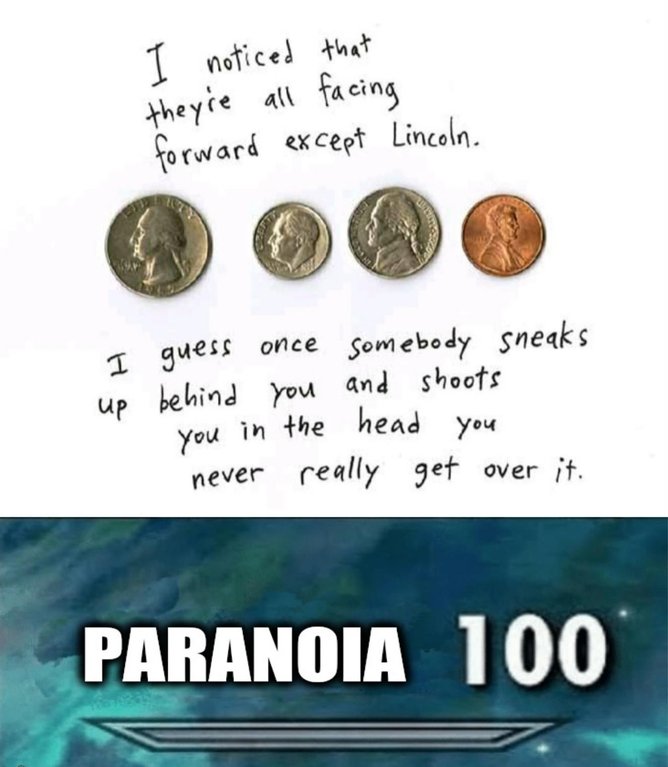 I noticed that
they're all facing
forward except Lincoln.
LIBERTY
I guess once somebody sneaks
up behind you and shoots
you in the head you
never really get over it.
PARANOIA 100